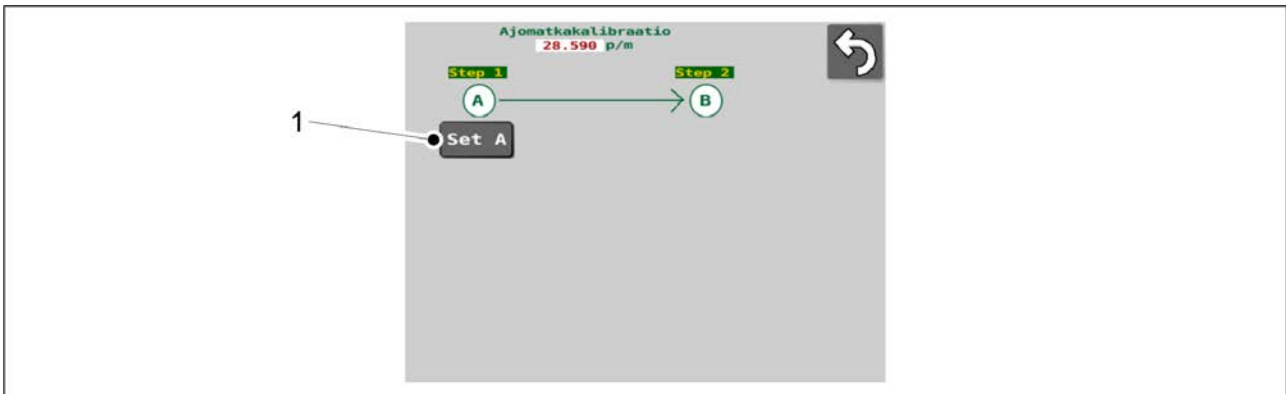 Ajomatkakalibraatio
28.590 p/m
Step 1 Step 2
A B
1
Set A